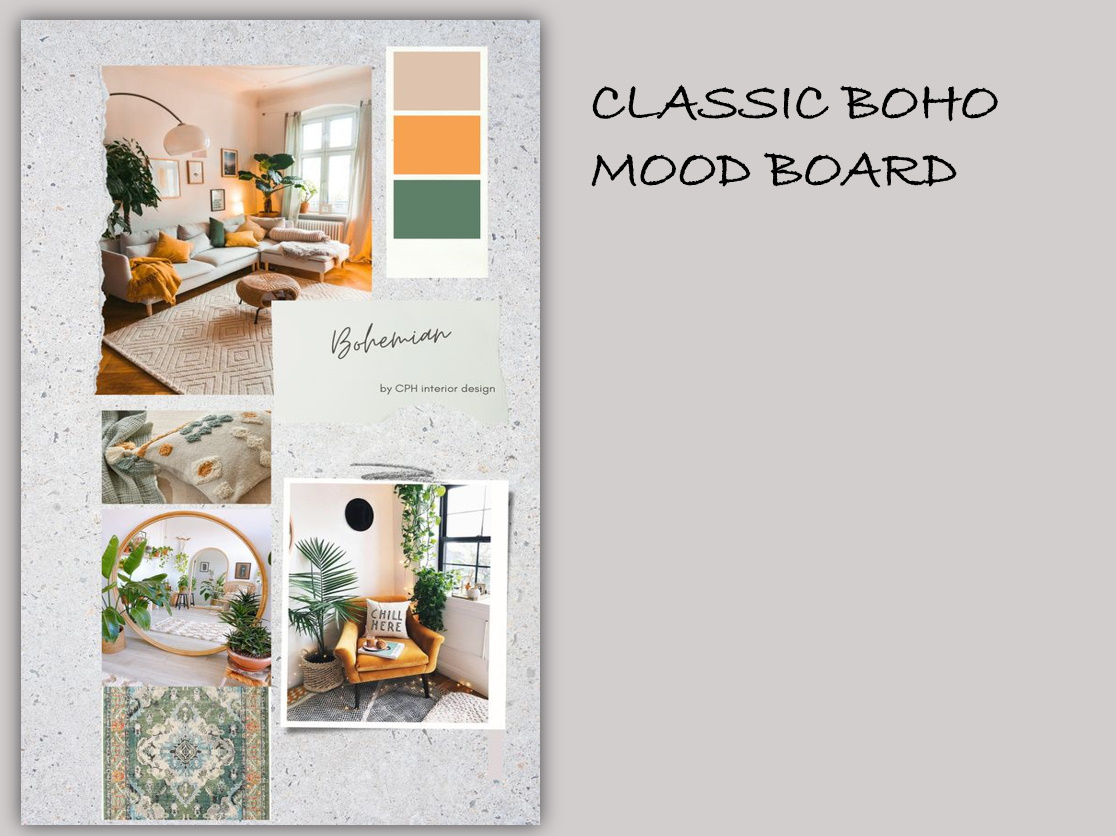 CLASSIC BOHO
MOOD BOARD
Bohemian
by CPH interior design
CHILL
HERE